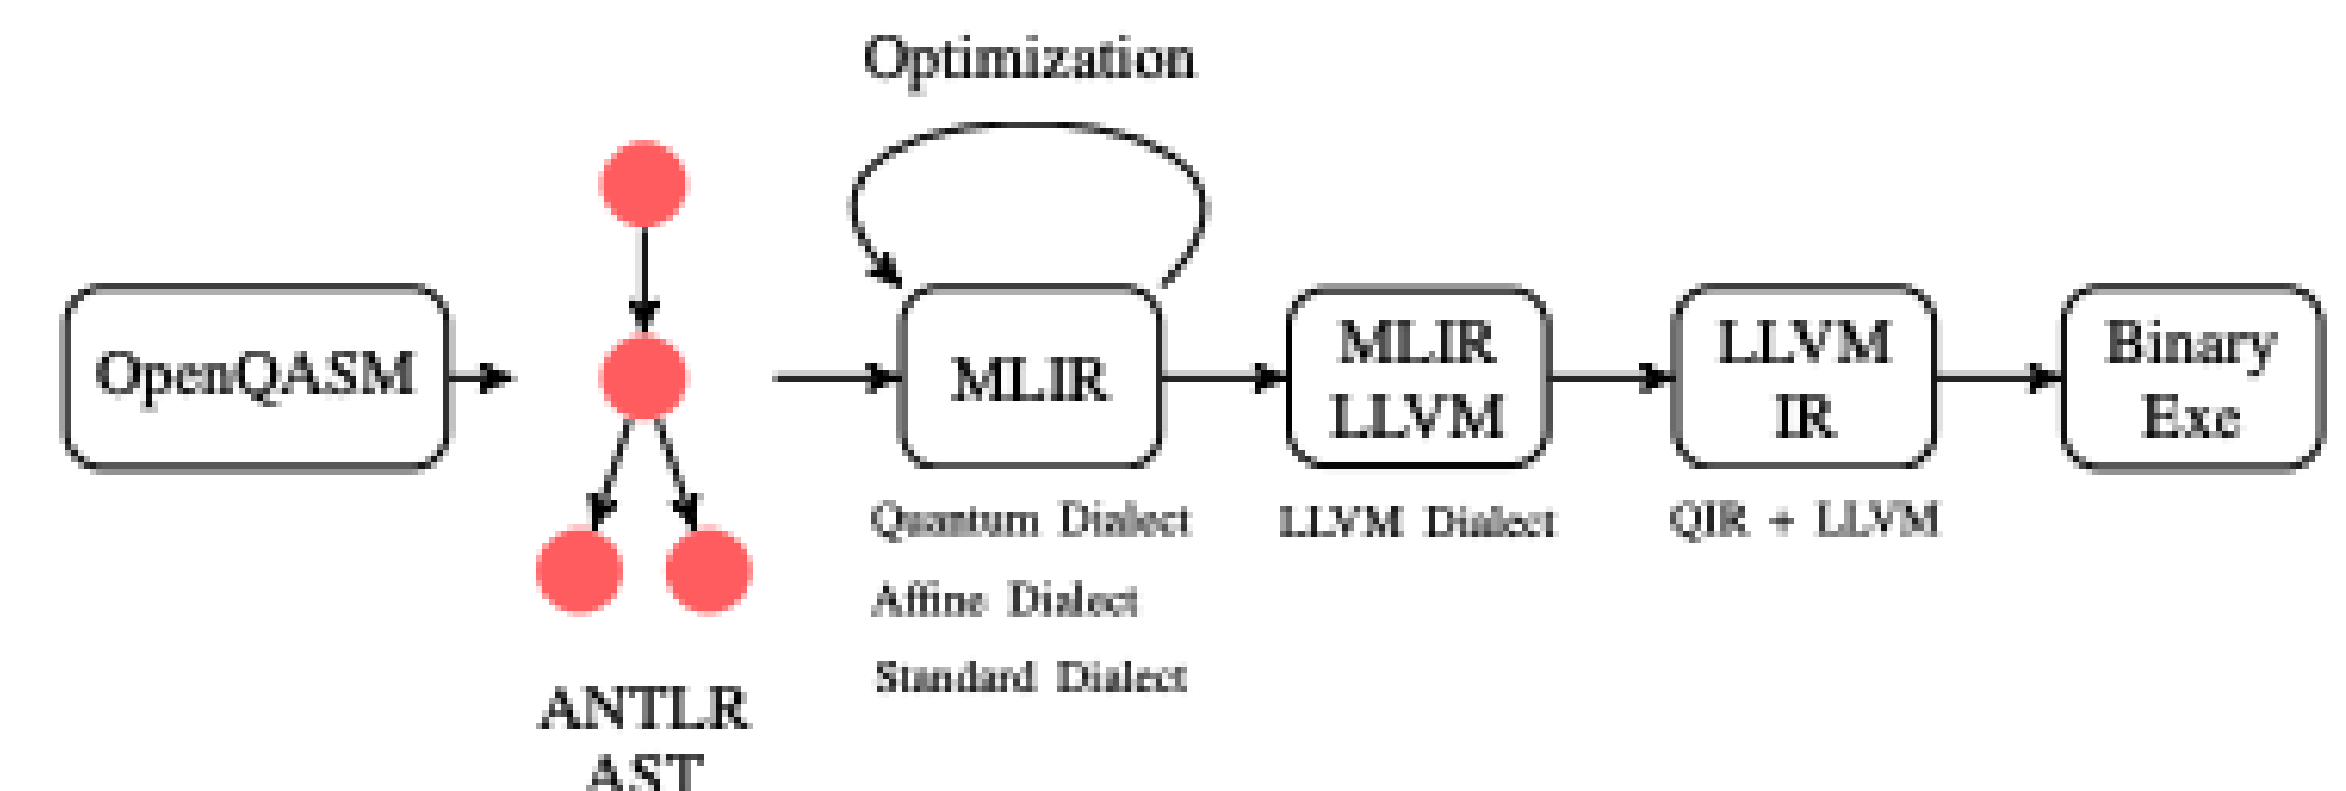 Optimization
OpenQASM
MLIR
MLIR
LLVM
LLVM
IR
Binary
Exe
Quantum Dialect
LLVM Dialect
QIR + LLVM
Affine Dialect
Standard Dialect
ANTLR
AST